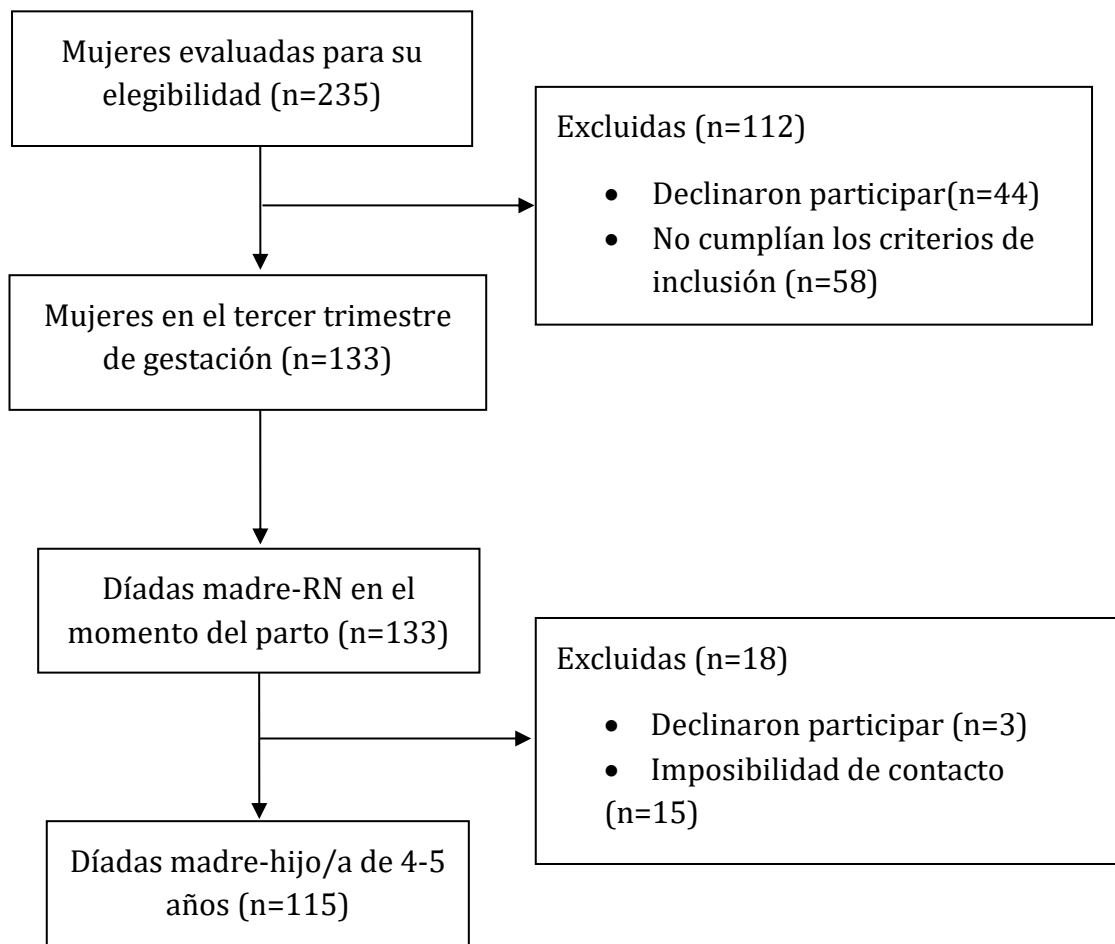 Mujeres evaluadas para su
elegibilidad (n=235)
Excluidas (n=112)
• Declinaron participar(n=44)
• No cumplían los criterios de
inclusión (n=58)
Mujeres en el tercer trimestre
de gestación (n=133)
Díadas madre-RN en el
momento del parto (n=133)
Excluidas (n=18)
• Declinaron participar (n=3)
• Imposibilidad de contacto
(n=15)
Díadas madre-hijo/a de 4-5
años (n=115)